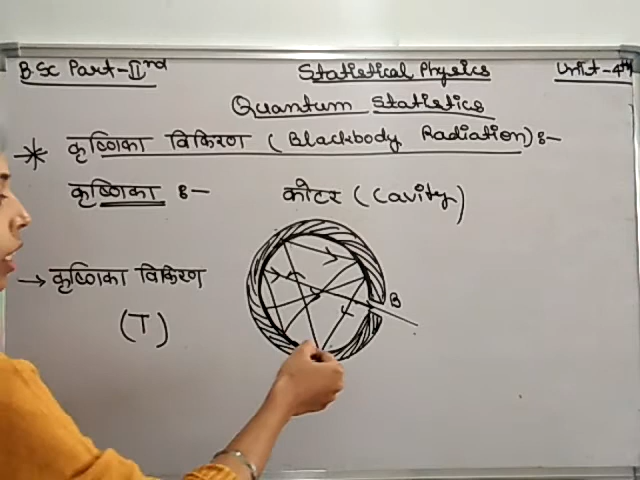 B.Sc Part-IInd Statistical Physics Unit-4th
Quantum Statistics
* कृष्णिका विकिरण (Blackbody Radiation) :-
कृष्णिका :- कोटर (Cavity)
→ कृष्णिका विकिरण
(T)
B